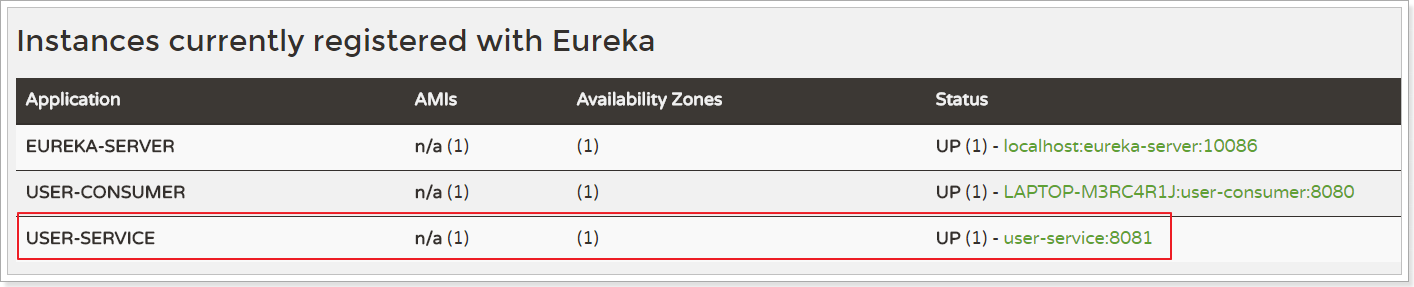 Instances currently registered with Eureka
Application AMIs Availability Zones Status
EUREKA-SERVER n/a (1) (1) UP (1) - localhost:eureka-server:10086
USER-CONSUMER n/a (1) (1) UP (1) - LAPTOP-M3RC4R1J:user-consumer:8080
USER-SERVICE n/a (1) (1) UP (1) - user-service:8081